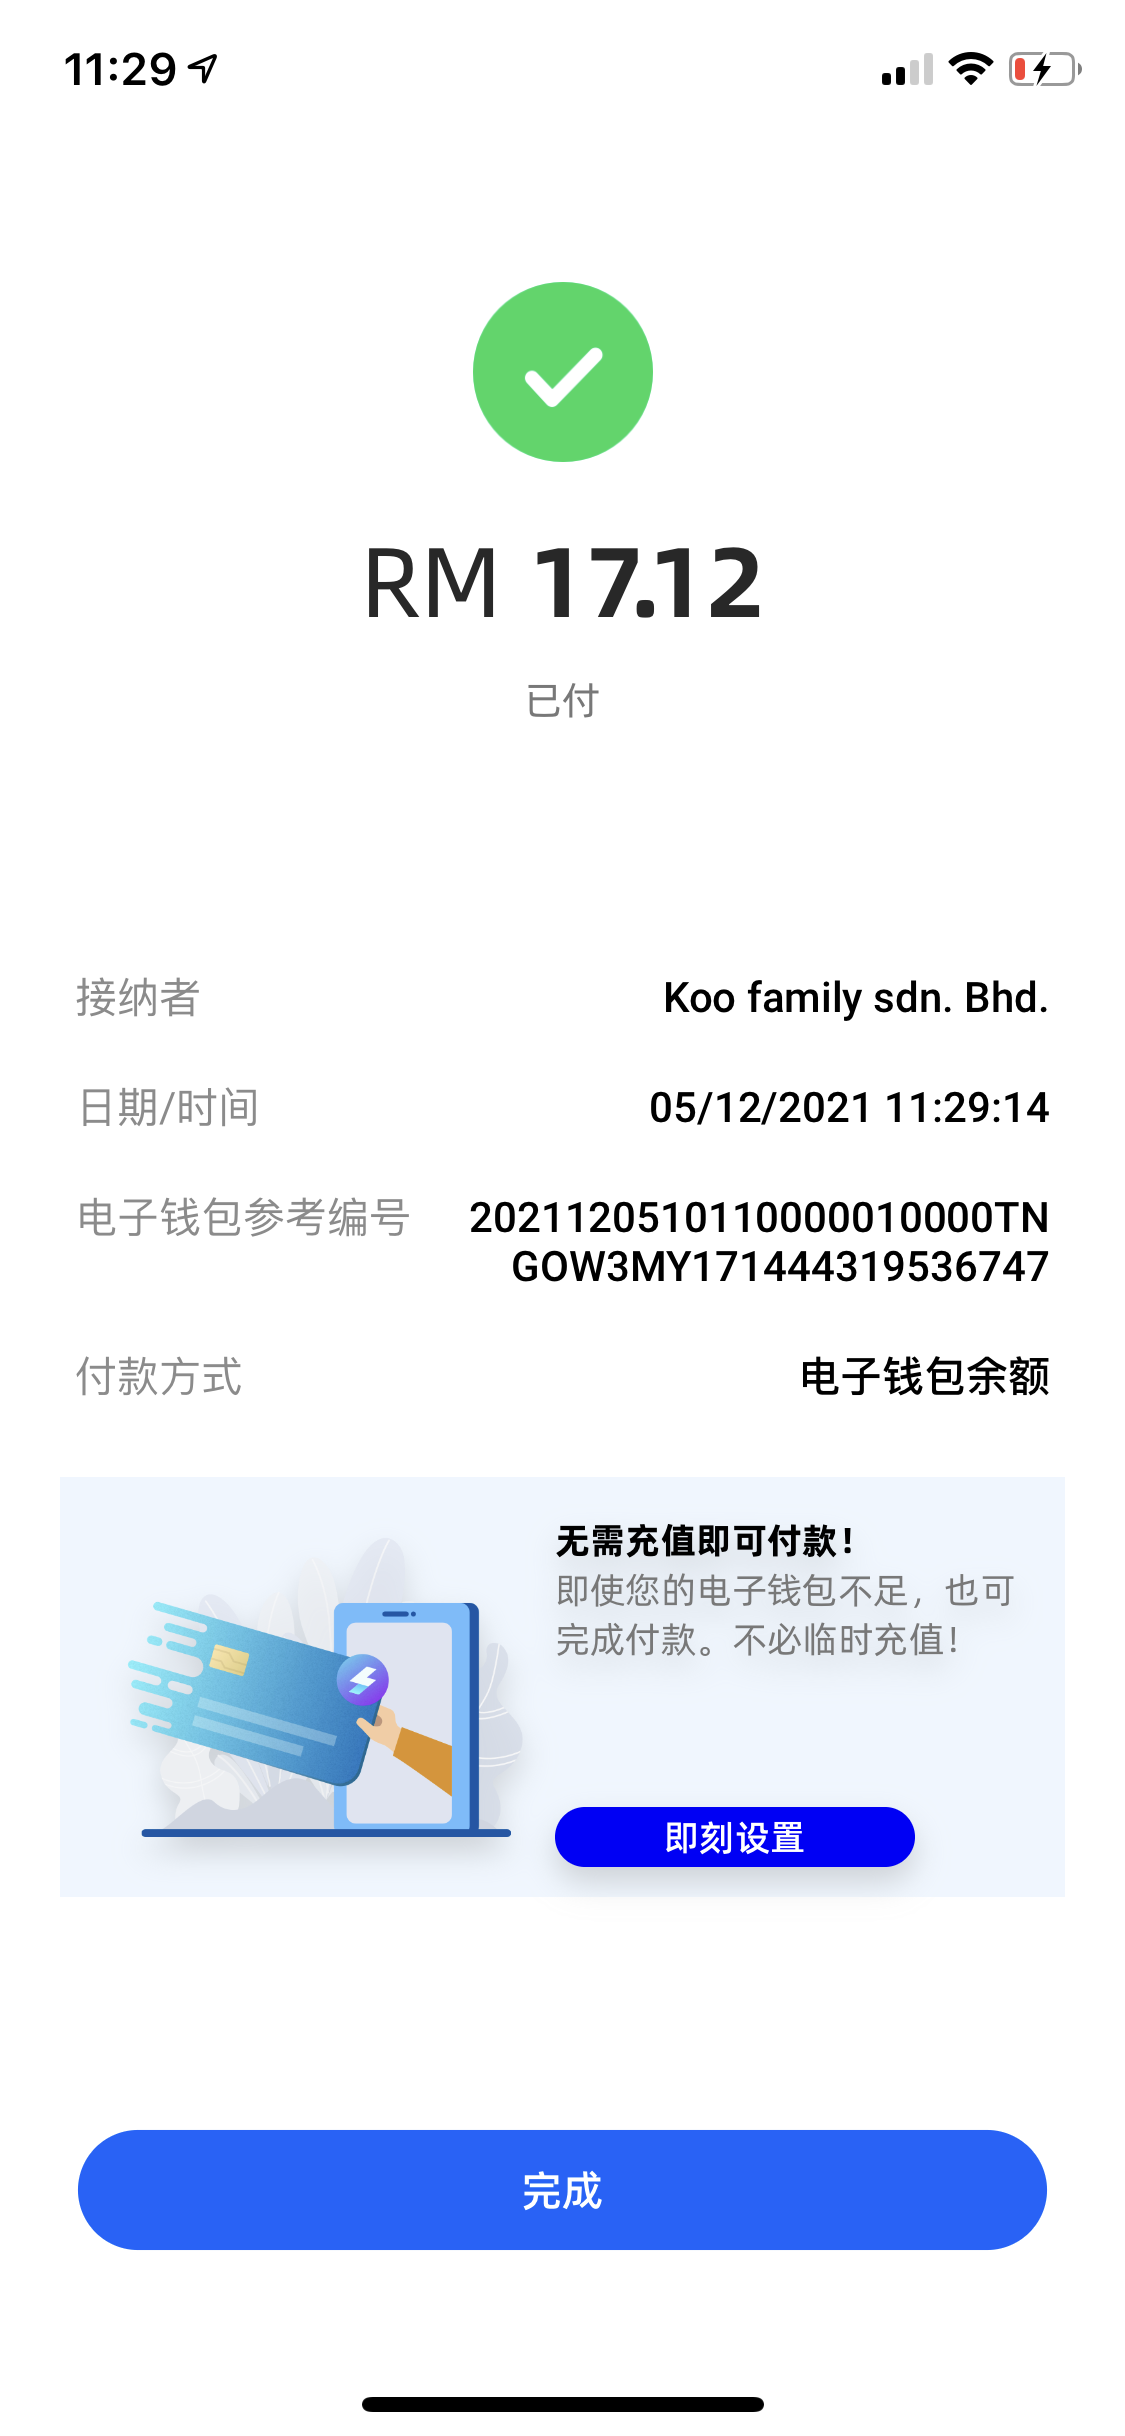 11:29
RM 17.12
已付
接纳者 Koo family sdn. Bhd.
日期/时间 05/12/2021 11:29:14
电子钱包参考编号 20211205101110000010000TN
GOW3MY171444319536747
付款方式 电子钱包余额
无需充值即可付款！
即使您的电子钱包不足，也可
完成付款。不必临时充值！
即刻设置
完成